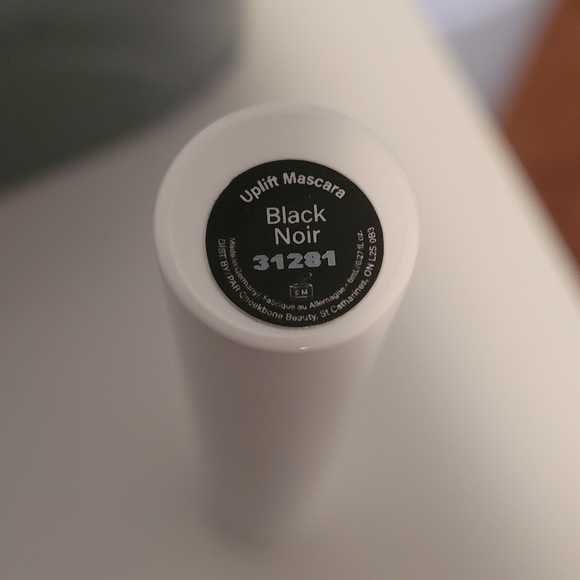 Uplift Mascara
Black
Noir
31281
6M
Made in Germany / Fabriqué au Allemagne • 8ml/0.27 fl. oz.
DIST BY/PAR Cheekbone Beauty, St Catharines, ON L2S 0B3